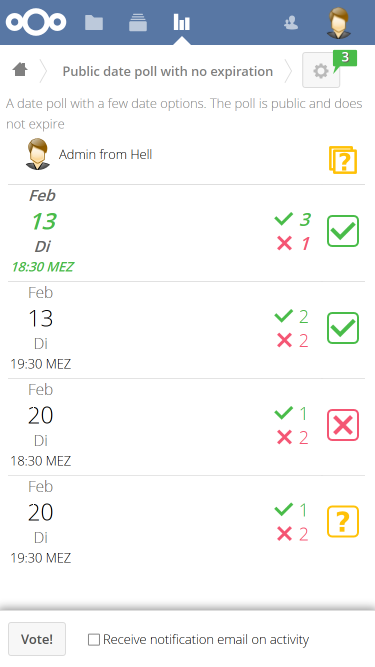 Public date poll with no expiration
3
A date poll with a few date options. The poll is public and does
not expire
Admin from Hell
?
Feb
13
Di
18:30 MEZ
3
1
Feb
13
Di
19:30 MEZ
2
2
Feb
20
Di
18:30 MEZ
1
2
Feb
20
Di
19:30 MEZ
1
2
?
Vote!
Receive notification email on activity